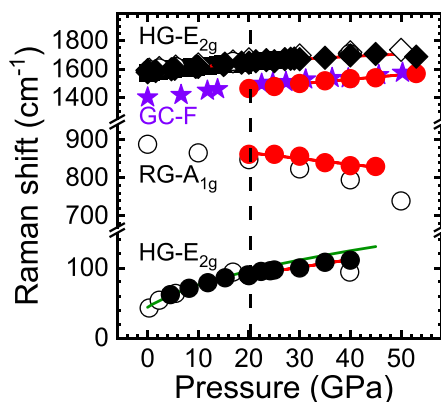 1800
1600
1400
900
800
700
100
0
Raman shift (cm⁻¹)
HG-E₂g
GC-F
RG-A₁g
HG-E₂g
0 10 20 30 40 50
Pressure (GPa)